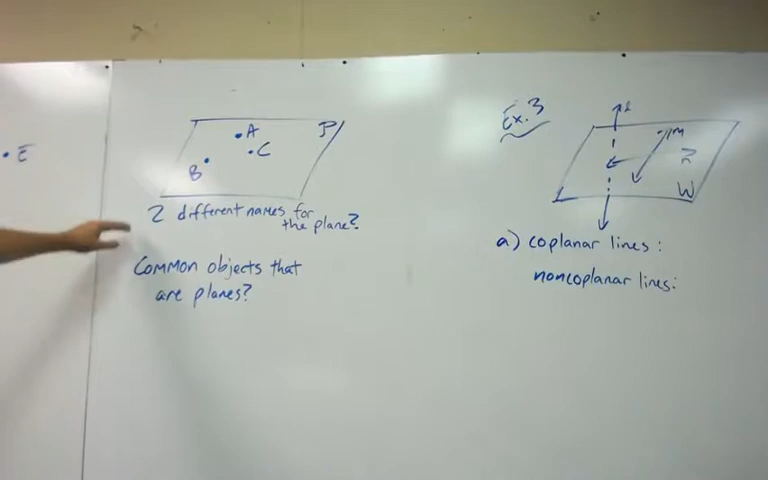 E
A
P
C
B
2 different names for
the plane?
Common objects that
are planes?
Ex. 3
l
m
n
W
a) coplanar lines:
noncoplanar lines: